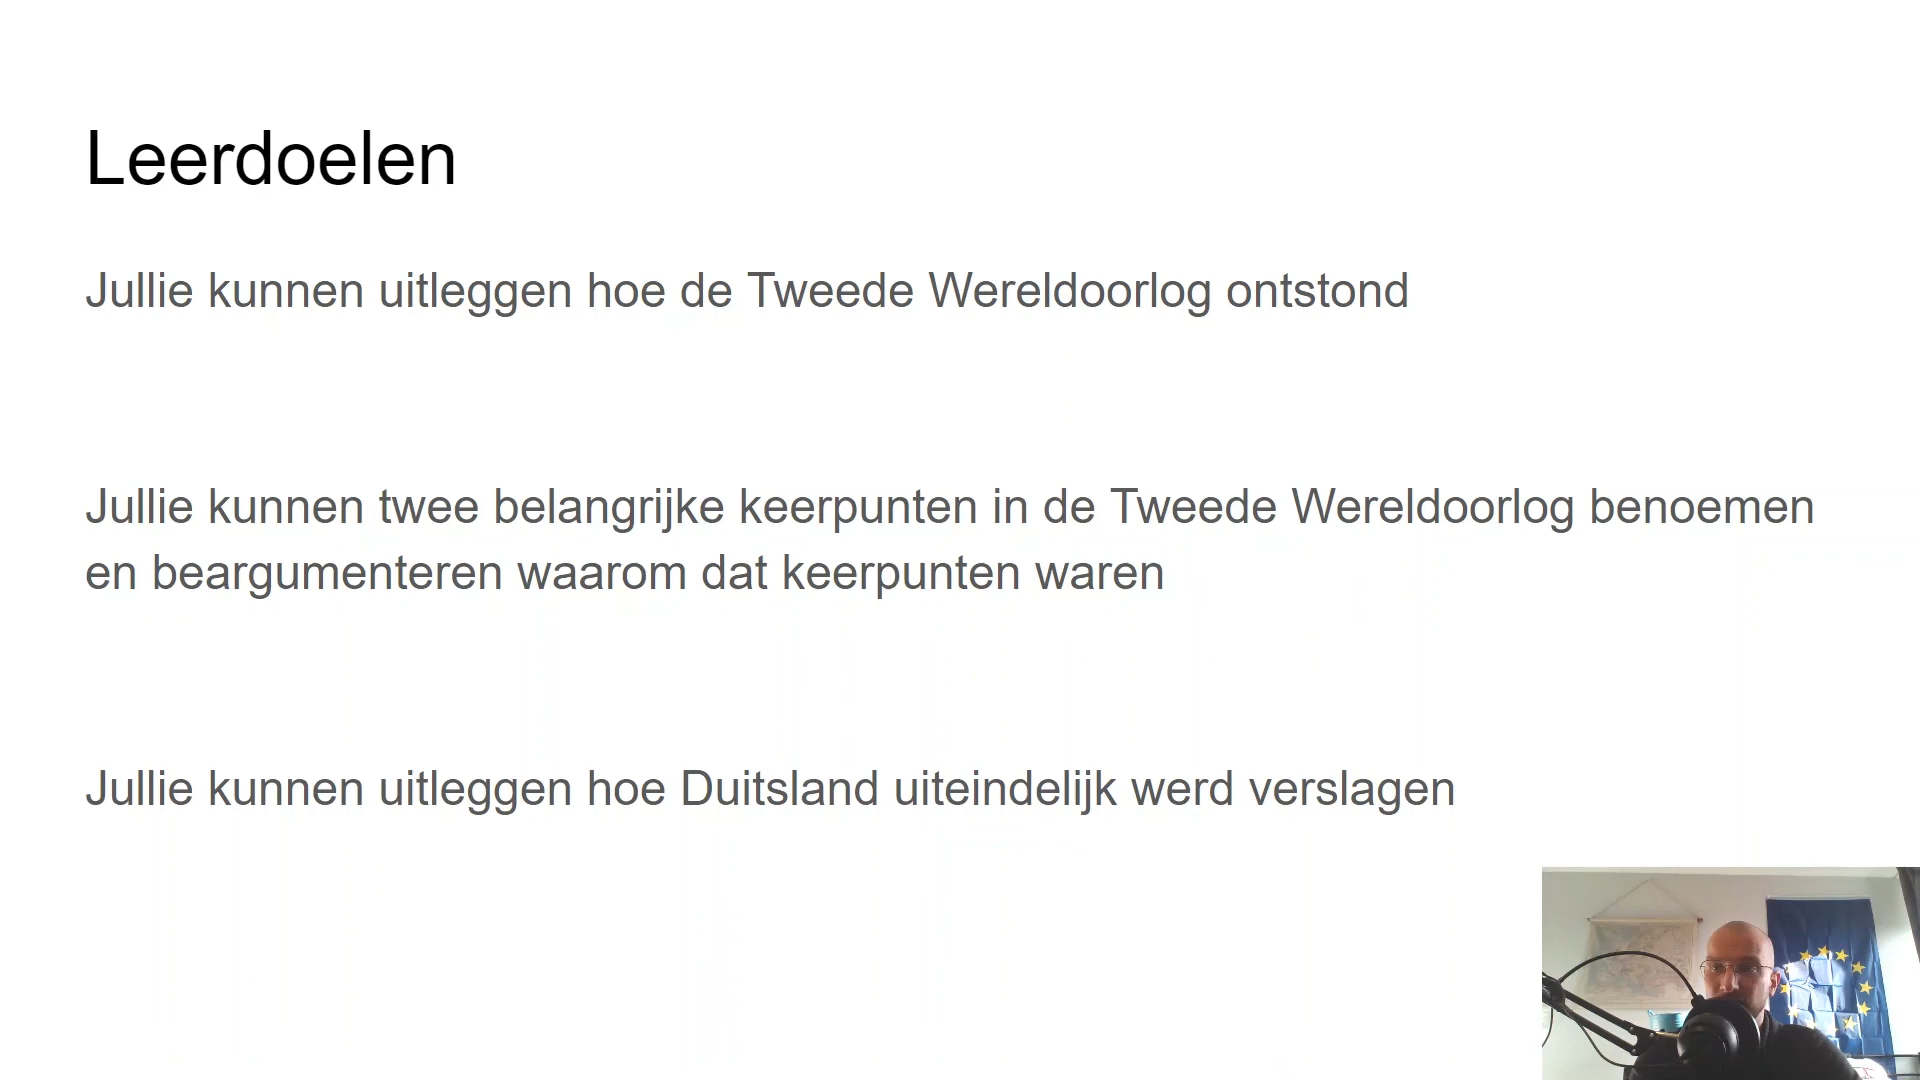 Leerdoelen
Jullie kunnen uitleggen hoe de Tweede Wereldoorlog ontstond
Jullie kunnen twee belangrijke keerpunten in de Tweede Wereldoorlog benoemen
en beargumenteren waarom dat keerpunten waren
Jullie kunnen uitleggen hoe Duitsland uiteindelijk werd verslagen